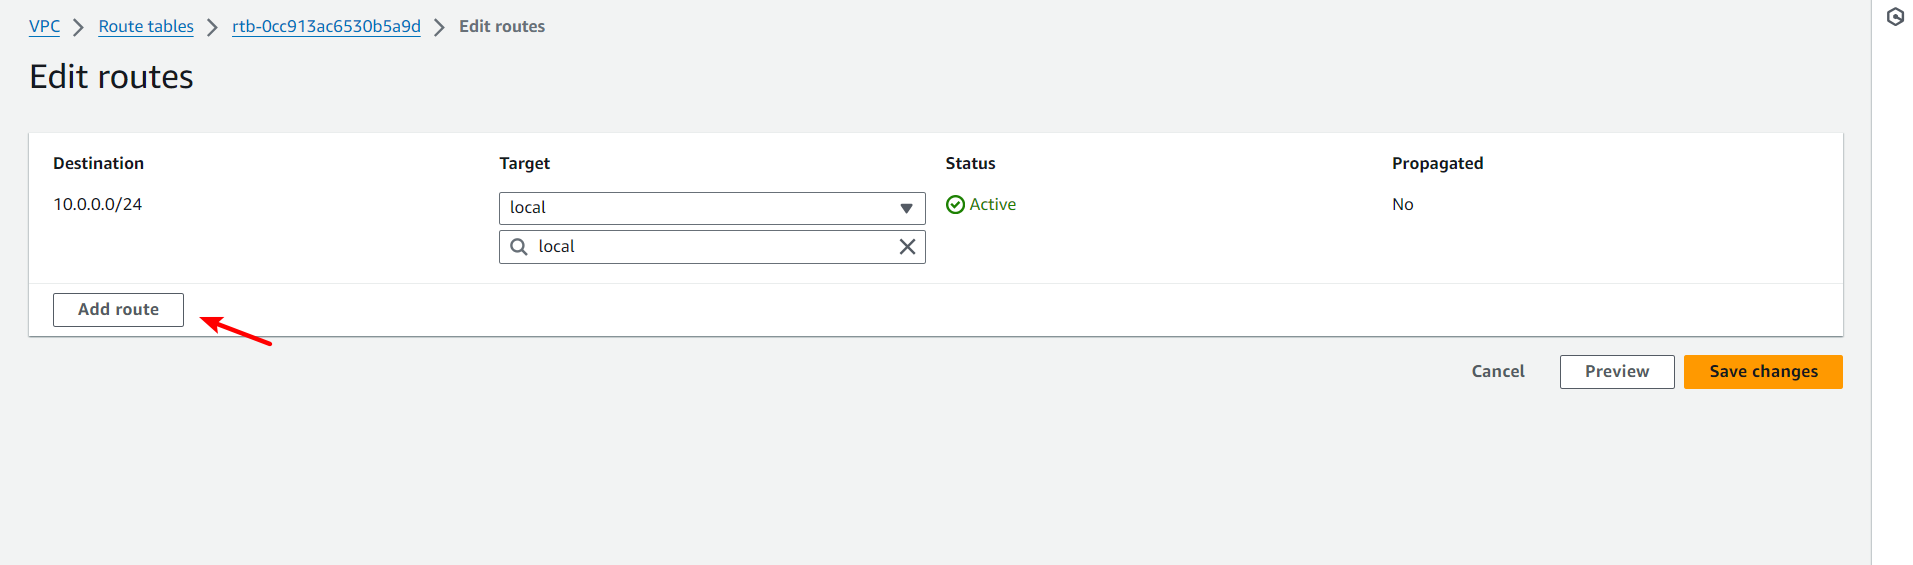 VPC > Route tables > rtb-0cc913ac6530b5a9d > Edit routes
Edit routes
Destination Target Status Propagated
10.0.0.0/24 local Active No
local
Add route
Cancel Preview Save changes